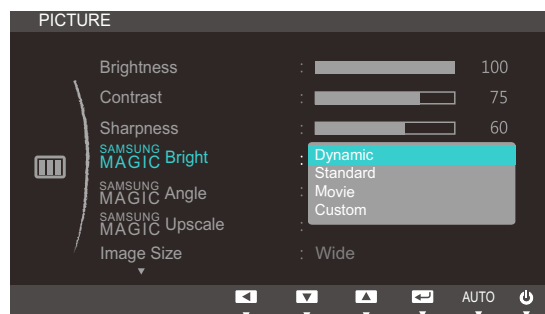 PICTURE
Brightness : 100
Contrast : 75
Sharpness : 60
SAMSUNG MAGIC Bright : Dynamic
Standard
SAMSUNG MAGIC Angle : Movie
Custom
SAMSUNG MAGIC Upscale :
Image Size : Wide
AUTO